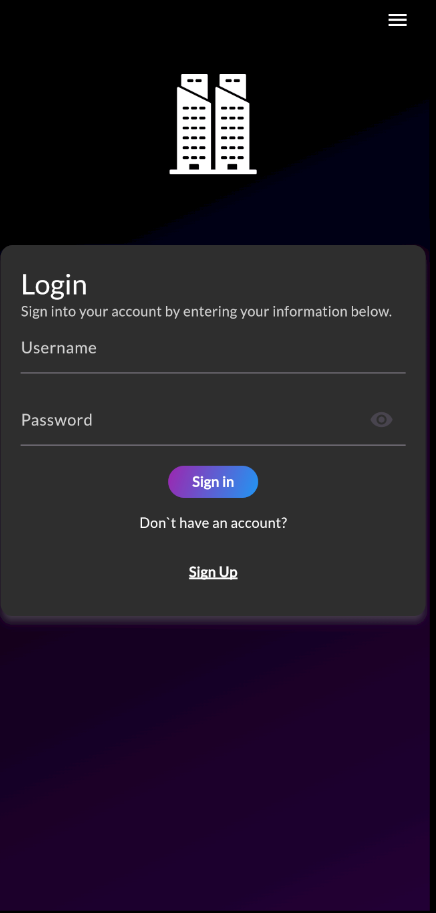 Login
Sign into your account by entering your information below.
Username
Password
Sign in
Don`t have an account?
Sign Up